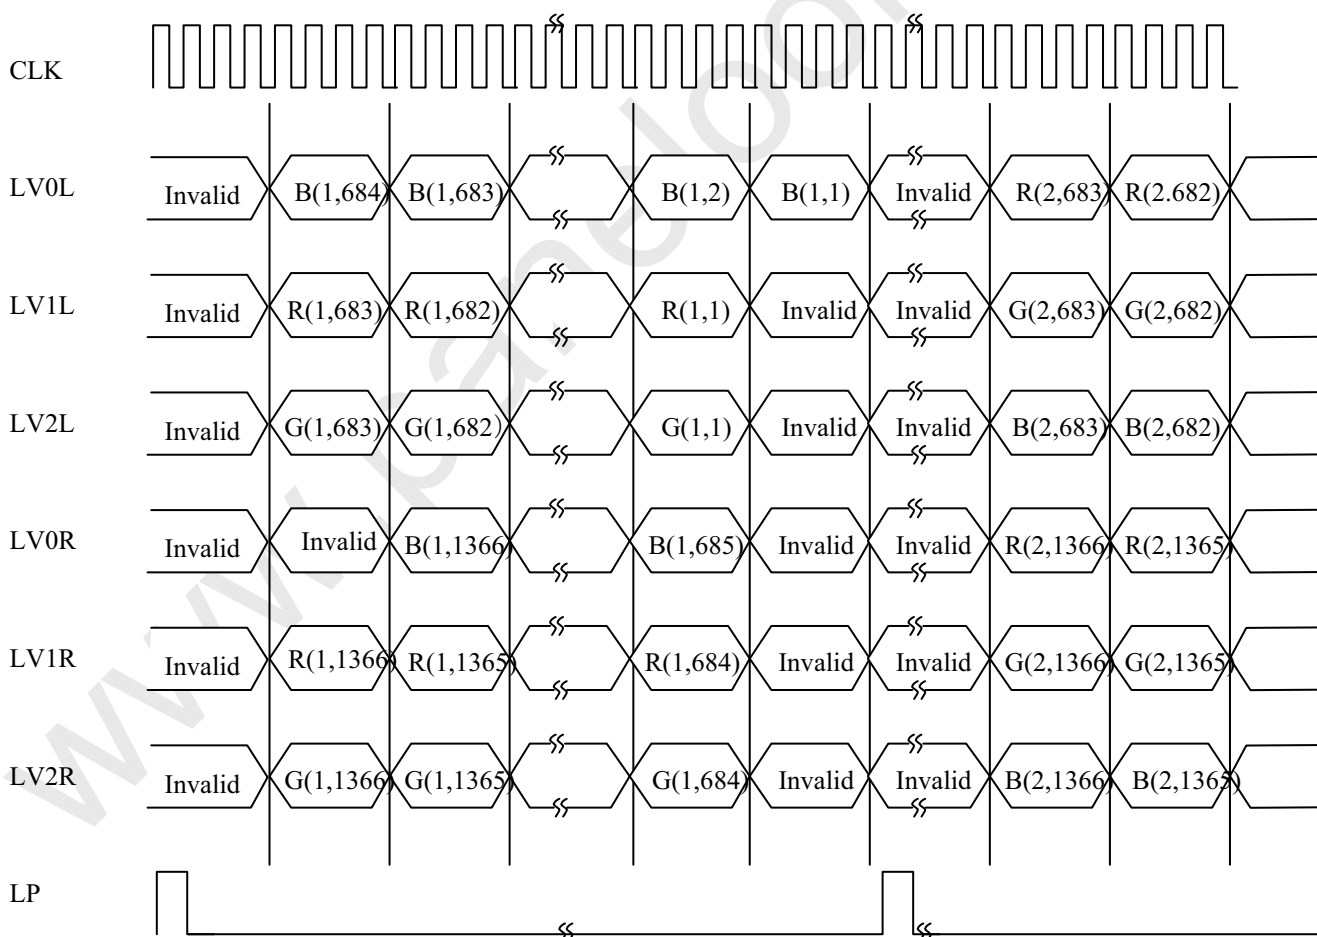 CLK
LV0L Invalid B(1,684) B(1,683) B(1,2) B(1,1) Invalid R(2,683) R(2.682)
LV1L Invalid R(1,683) R(1,682) R(1,1) Invalid Invalid G(2,683) G(2,682)
LV2L Invalid G(1,683) G(1,682) G(1,1) Invalid Invalid B(2,683) B(2,682)
LV0R Invalid Invalid B(1,1366) B(1,685) Invalid Invalid R(2,1366) R(2,1365)
LV1R Invalid R(1,1366) R(1,1365) R(1,684) Invalid Invalid G(2,1366) G(2,1365)
LV2R Invalid G(1,1366) G(1,1365) G(1,684) Invalid Invalid B(2,1366) B(2,1365)
LP